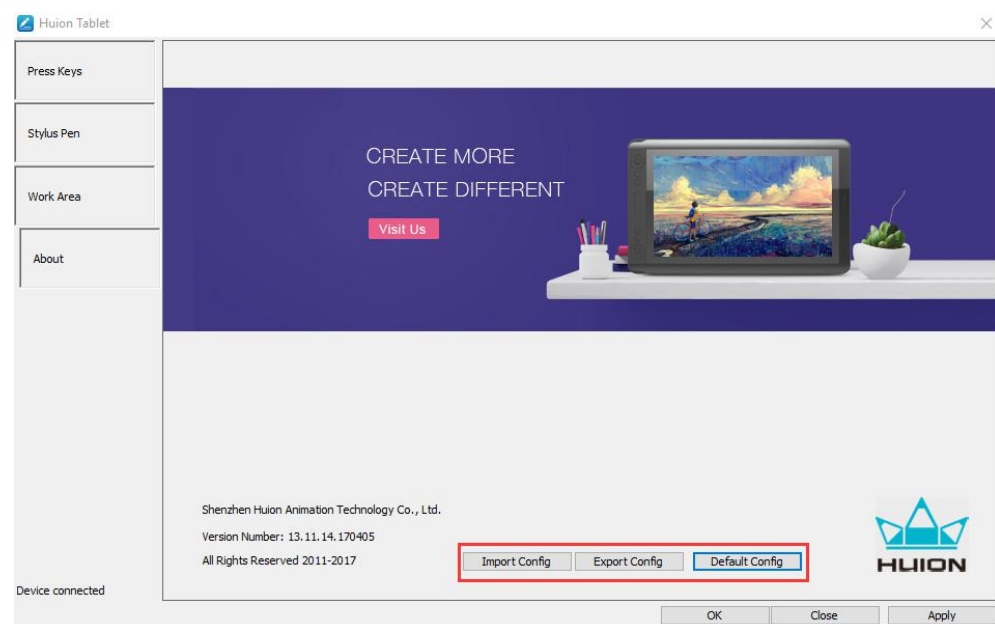 Huion Tablet
Press Keys
Stylus Pen
Work Area
About
CREATE MORE
CREATE DIFFERENT
Visit Us
Shenzhen Huion Animation Technology Co., Ltd.
Version Number: 13.11.14.170405
All Rights Reserved 2011-2017
Import Config
Export Config
Default Config
HUION
Device connected
OK
Close
Apply